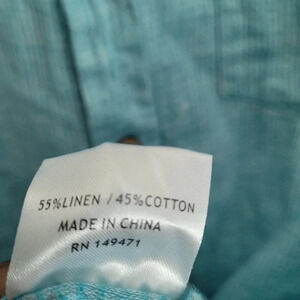 55%LINEN / 45%COTTON
MADE IN CHINA
RN 149471